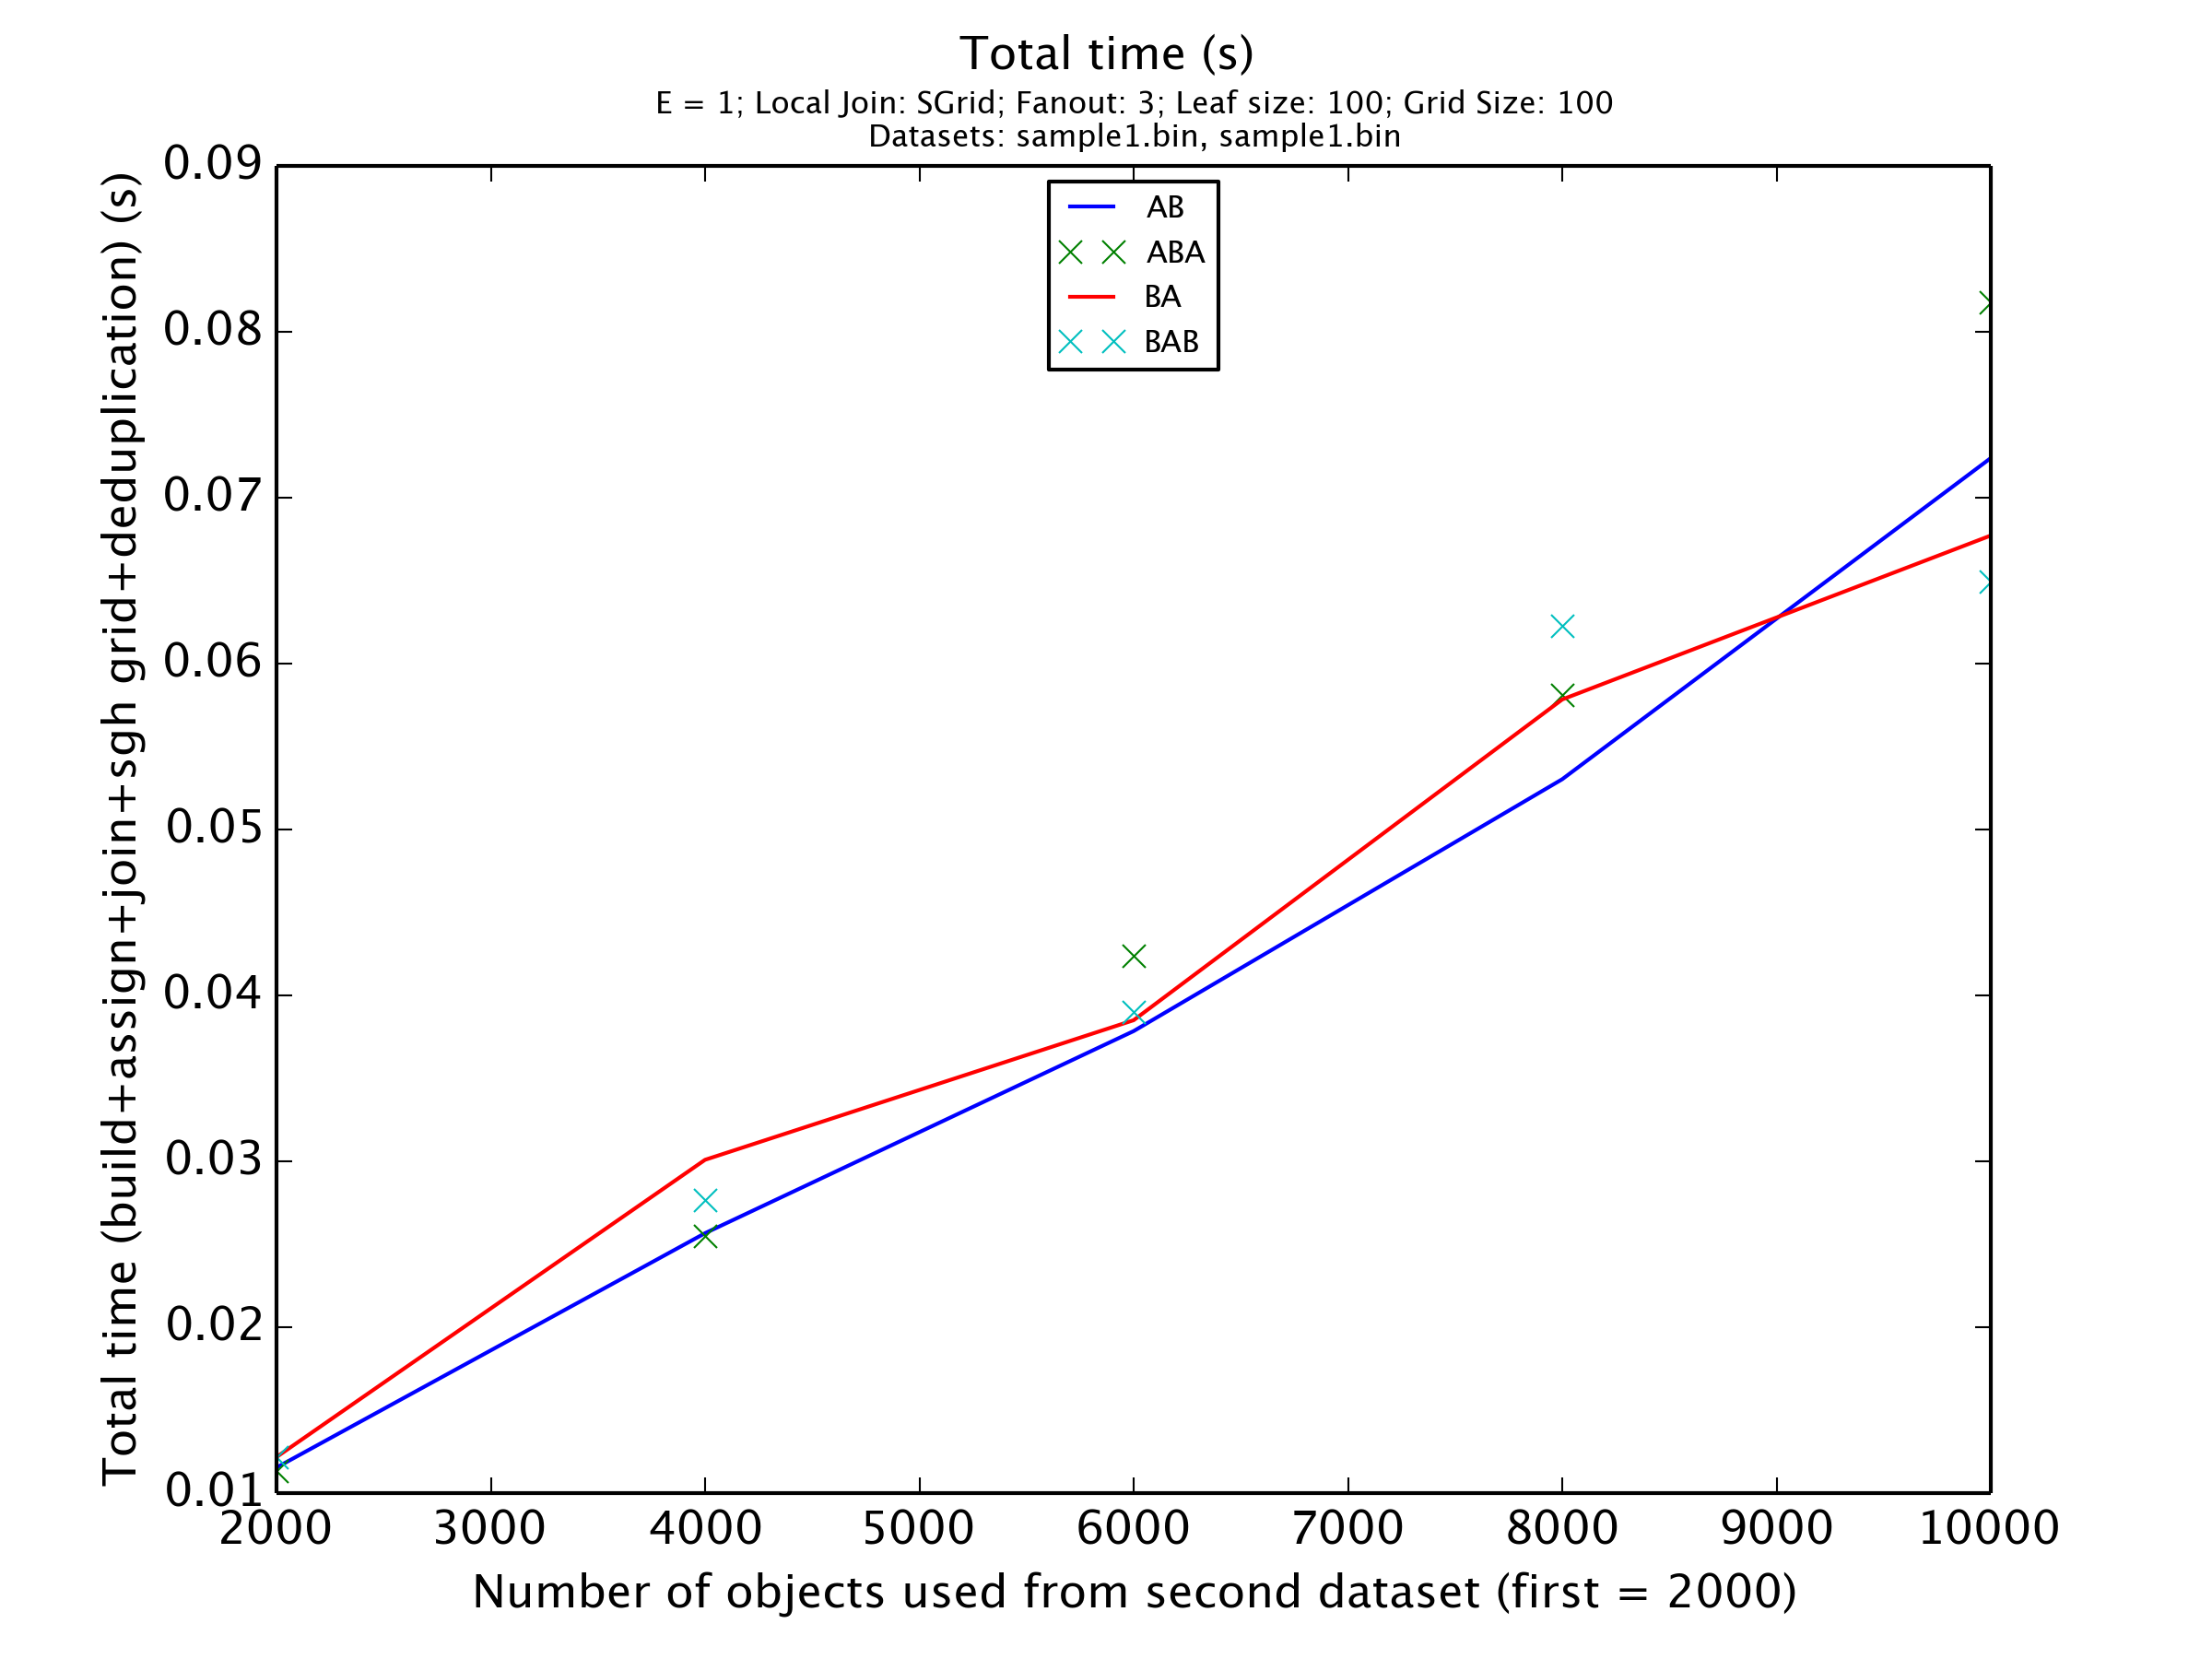 Total time (s)
E = 1; Local Join: SGrid; Fanout: 3; Leaf size: 100; Grid Size: 100
Datasets: sample1.bin, sample1.bin
Total time (build+assign+join+sgh grid+deduplication) (s)
0.09
0.08
0.07
0.06
0.05
0.04
0.03
0.02
0.01
AB
ABA
BA
BAB
2000 3000 4000 5000 6000 7000 8000 9000 10000
Number of objects used from second dataset (first = 2000)